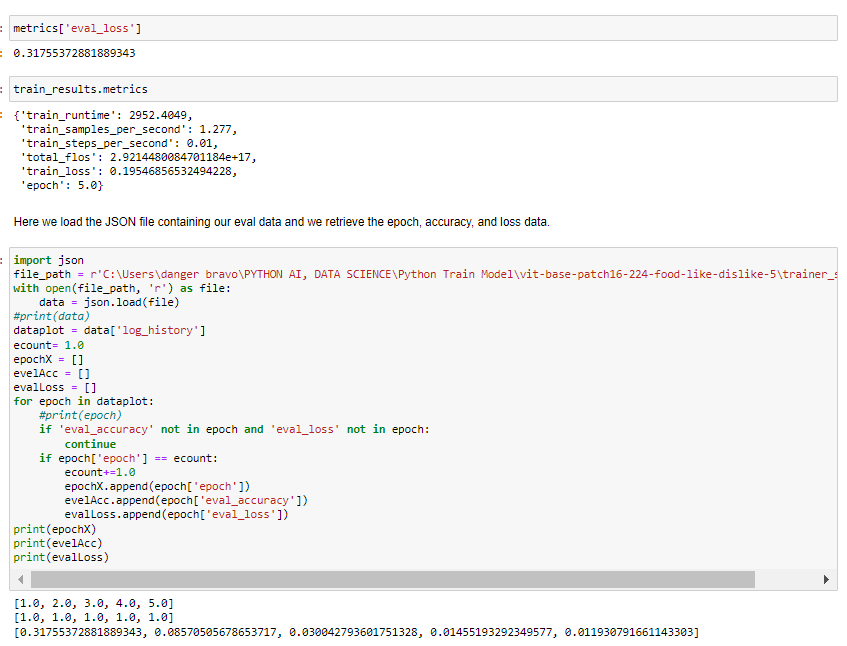 metrics['eval_loss']
0.31755372881889343
train_results.metrics
{'train_runtime': 2952.4049,
 'train_samples_per_second': 1.277,
 'train_steps_per_second': 0.01,
 'total_flos': 2.9214480084701184e+17,
 'train_loss': 0.19546856532494228,
 'epoch': 5.0}
Here we load the JSON file containing our eval data and we retrieve the epoch, accuracy, and loss data.
import json
file_path = r'C:\Users\danger bravo\PYTHON AI, DATA SCIENCE\Python Train Model\vit-base-patch16-224-food-like-dislike-5\trainer_s
with open(file_path, 'r') as file:
    data = json.load(file)
#print(data)
dataplot = data['log_history']
ecount= 1.0
epochX = []
evelAcc = []
evalLoss = []
for epoch in dataplot:
    #print(epoch)
    if 'eval_accuracy' not in epoch and 'eval_loss' not in epoch:
        continue
    if epoch['epoch'] == ecount:
        ecount+=1.0
        epochX.append(epoch['epoch'])
        evelAcc.append(epoch['eval_accuracy'])
        evalLoss.append(epoch['eval_loss'])
print(epochX)
print(evelAcc)
print(evalLoss)
[1.0, 2.0, 3.0, 4.0, 5.0]
[1.0, 1.0, 1.0, 1.0, 1.0]
[0.31755372881889343, 0.08570505678653717, 0.030042793601751328, 0.01455193292349577, 0.011930791661143303]